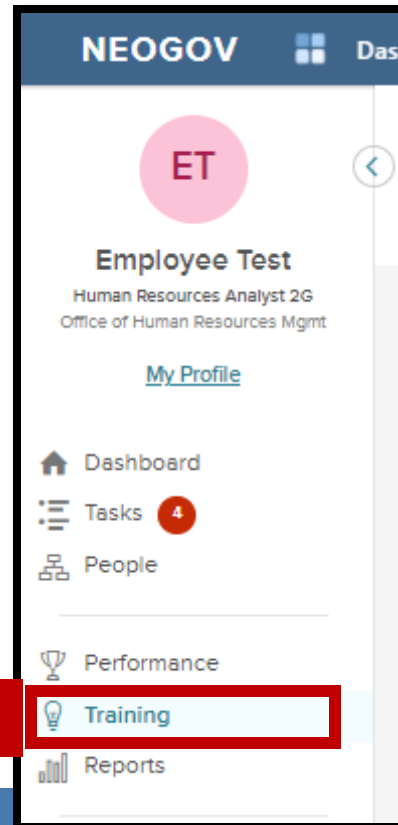 NEOGOV Das
ET
Employee Test
Human Resources Analyst 2G
Office of Human Resources Mgmt
My Profile
Dashboard
Tasks 4
People
Performance
Training
Reports